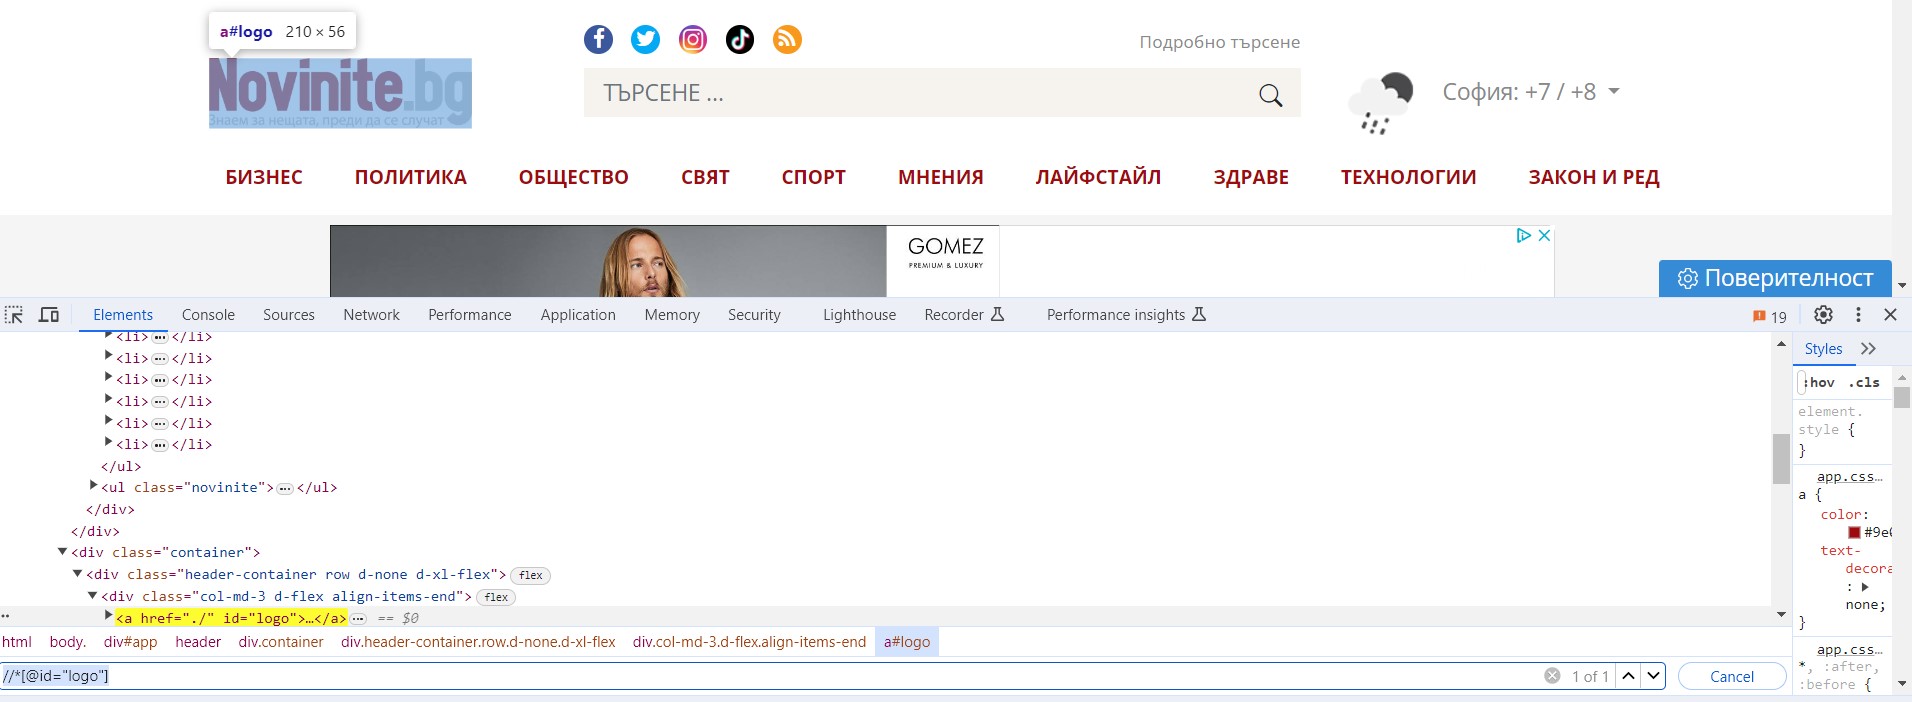 a#logo 210 × 56
Подробно търсене
Novinite.bg
Знаем за нещата, преди да се случат
ТЪРСЕНЕ ...
София: +7 / +8
БИЗНЕС ПОЛИТИКА ОБЩЕСТВО СВЯТ СПОРТ МНЕНИЯ ЛАЙФСТАЙЛ ЗДРАВЕ ТЕХНОЛОГИИ ЗАКОН И РЕД
GOMEZ
PREMIUM & LUXURY
Поверителност
Elements Console Sources Network Performance Application Memory Security Lighthouse Recorder Performance insights 19
<li>…</li>
<li>…</li>
<li>…</li>
<li>…</li>
<li>…</li>
<li>…</li>
</ul>
<ul class="novinite">…</ul>
</div>
</div>
<div class="container">
<div class="header-container row d-none d-xl-flex"> flex
<div class="col-md-3 d-flex align-items-end"> flex
<a href="./" id="logo">…</a> … == $0
html body. div#app header div.container div.header-container.row.d-none.d-xl-flex div.col-md-3.d-flex.align-items-end a#logo
//*[@id="logo"] 1 of 1 Cancel
Styles
:hov .cls
element.
style {
}
app.css…
a {
color:
#9e
text-
decora
:
none;
}
app.css…
*, :after,
:before {